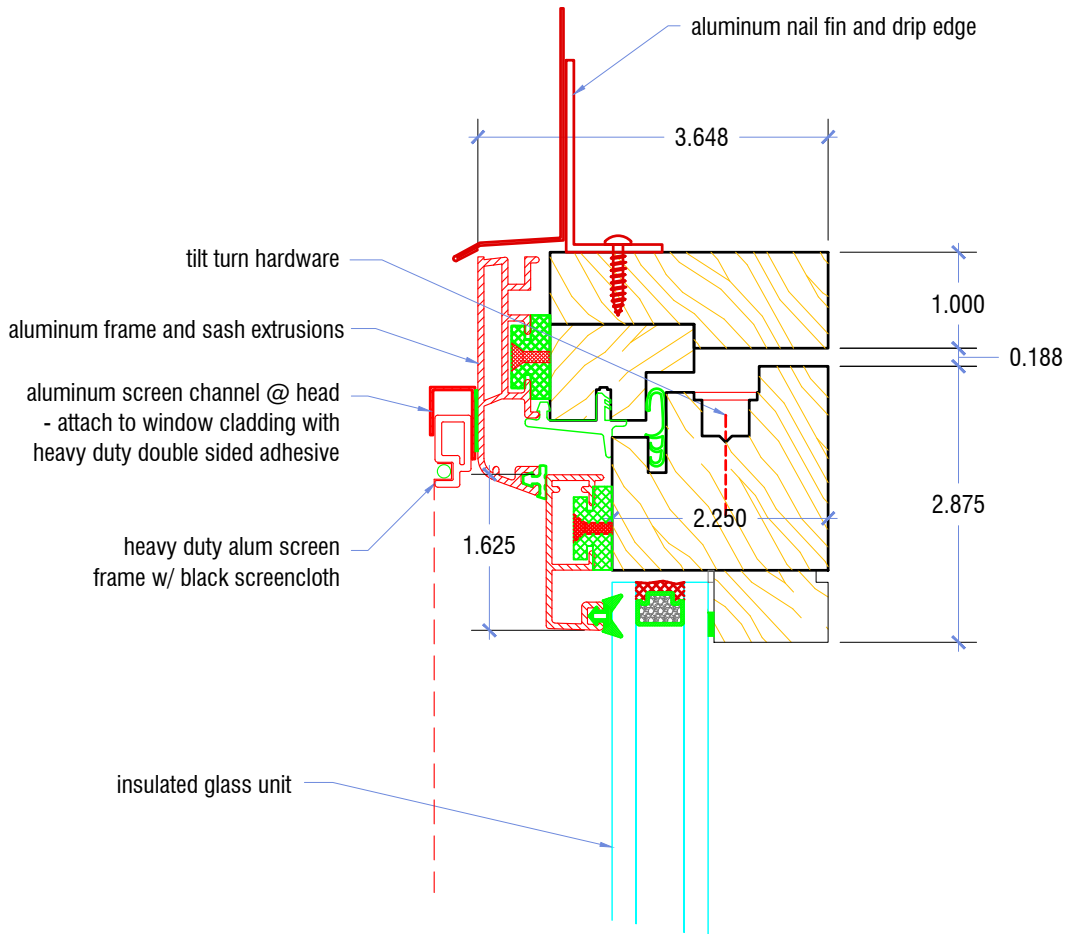 aluminum nail fin and drip edge
3.648
tilt turn hardware
1.000
aluminum frame and sash extrusions
0.188
aluminum screen channel @ head
- attach to window cladding with
heavy duty double sided adhesive
2.875
2.250
1.625
heavy duty alum screen
frame w/ black screencloth
insulated glass unit